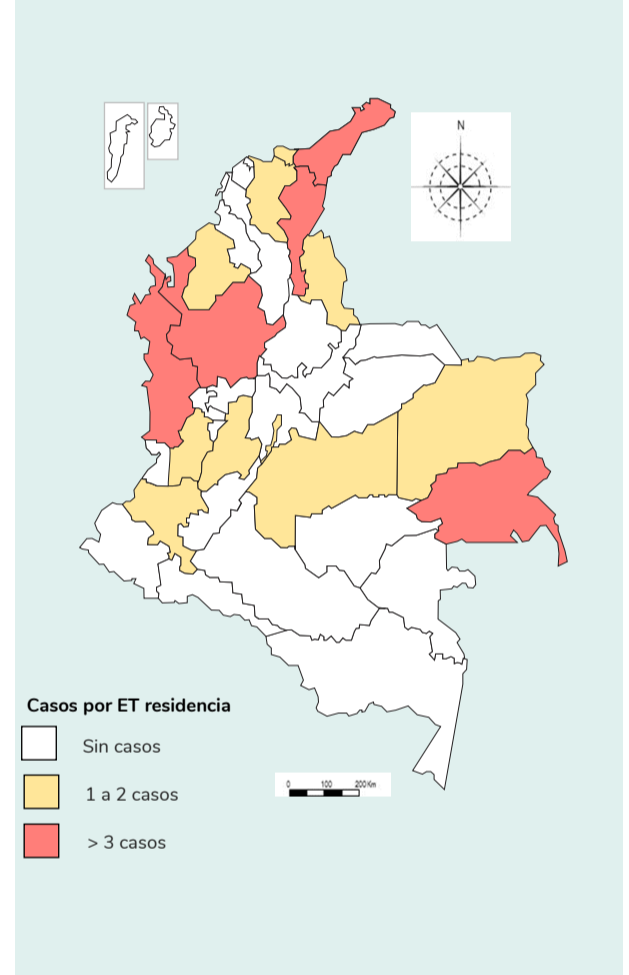 N
Casos por ET residencia
Sin casos
1 a 2 casos
> 3 casos
0 100 200 Km